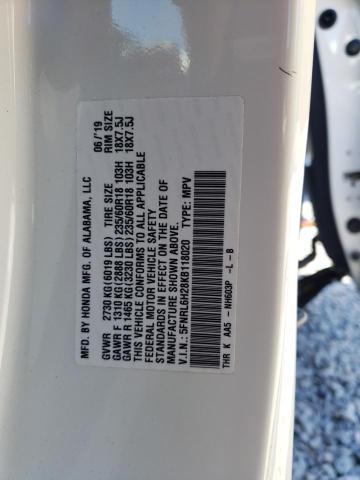 MFD. BY HONDA MFG. OF ALABAMA, LLC 06/'19
GVWR 2730 KG(6019 LBS) TIRE SIZE RIM SIZE
GAWR F 1310 KG(2888 LBS) 235/60R18 103H 18X7.5J
GAWR R 1465 KG(3230 LBS) 235/60R18 103H 18X7.5J
THIS VEHICLE CONFORMS TO ALL APPLICABLE
FEDERAL MOTOR VEHICLE SAFETY
STANDARDS IN EFFECT ON THE DATE OF
MANUFACTURE SHOWN ABOVE.
V.I.N.: 5FNRL6H28KB118020 TYPE: MPV
THR K AA5 - NH603P -L -B